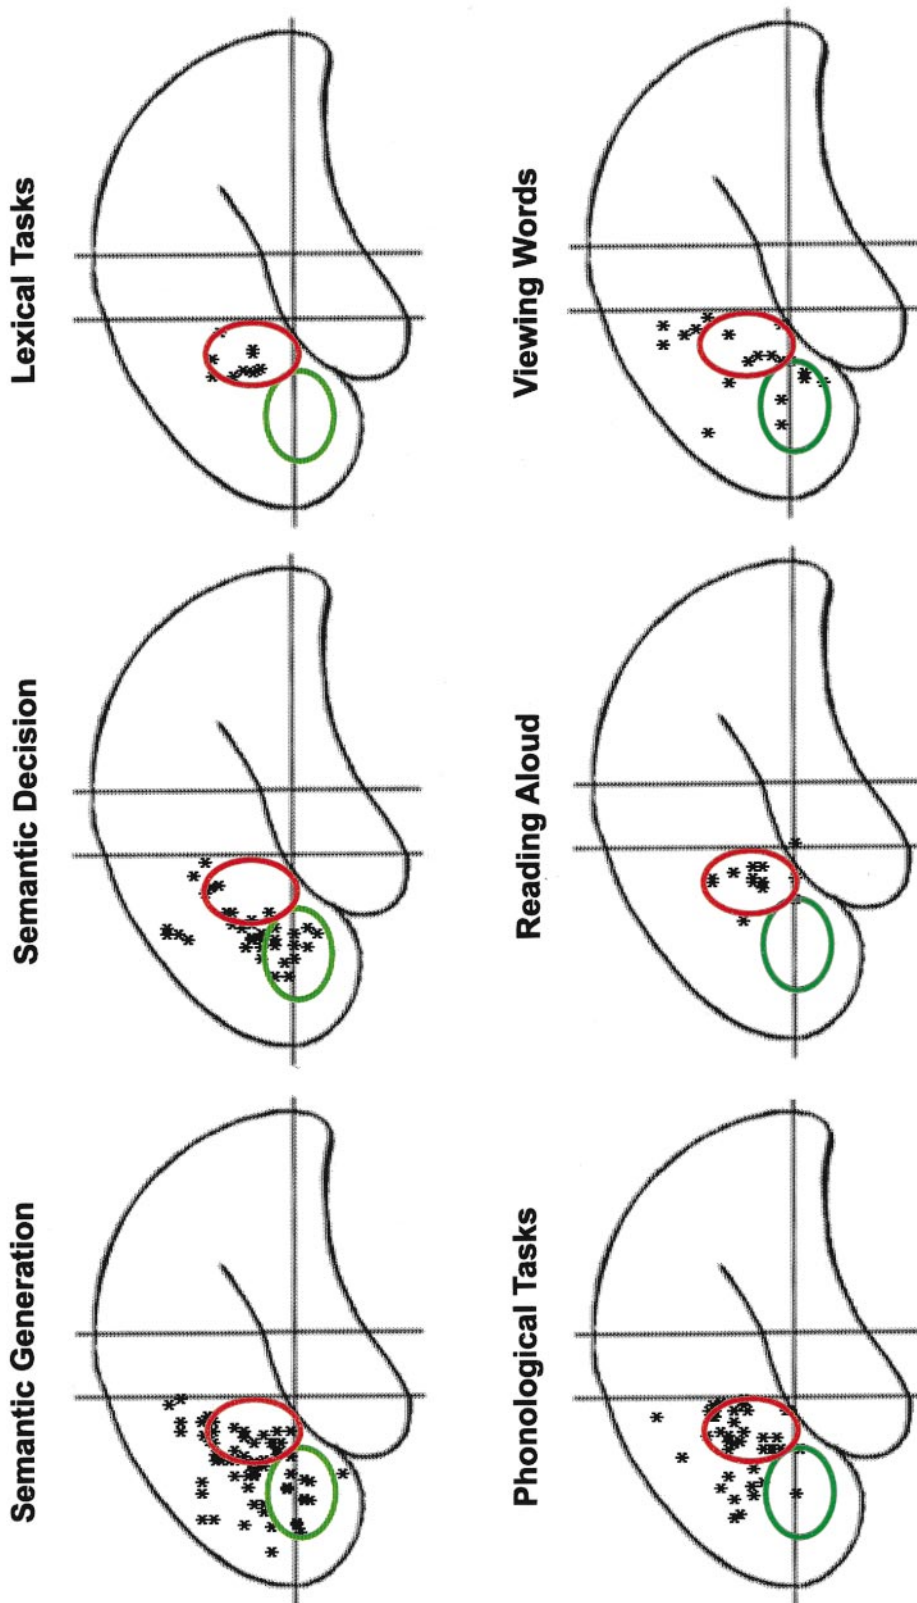 Semantic Generation
Semantic Decision
Lexical Tasks
Phonological Tasks
Reading Aloud
Viewing Words